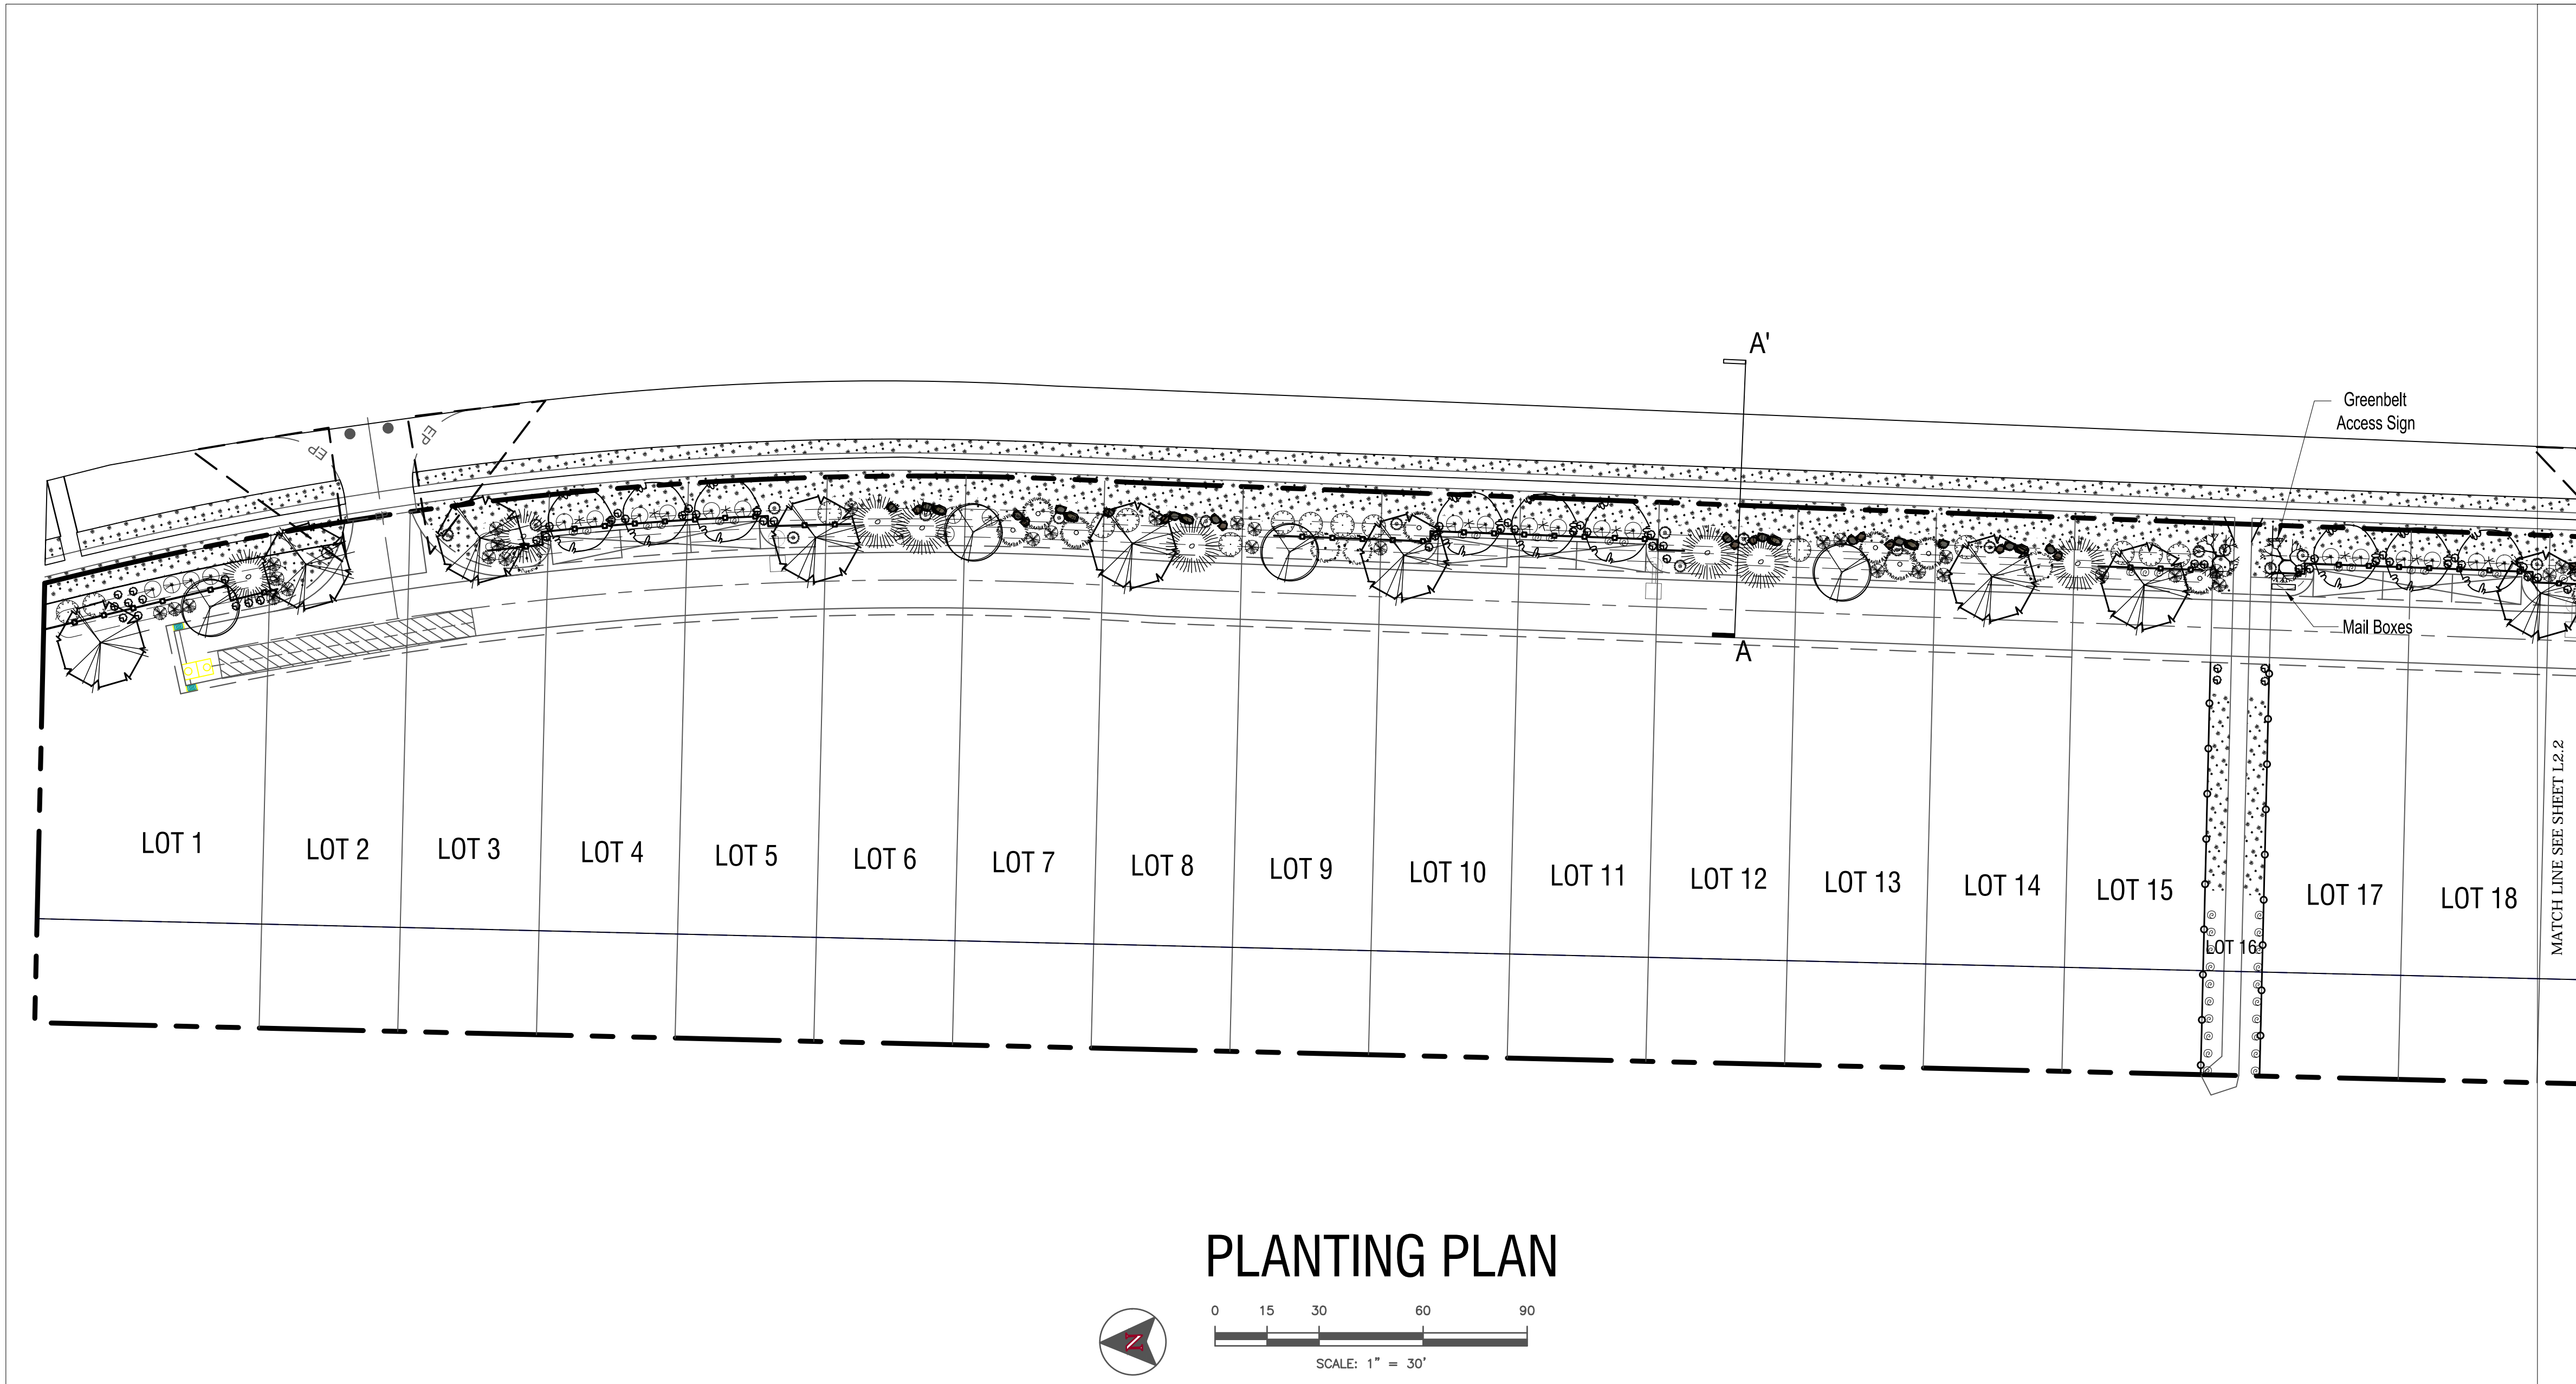 A'
Greenbelt
Access Sign
EP
EP
Mail Boxes
A
MATCH LINE SEE SHEET L2.2
LOT 1
LOT 2
LOT 3
LOT 4
LOT 5
LOT 6
LOT 7
LOT 8
LOT 9
LOT 10
LOT 11
LOT 12
LOT 13
LOT 14
LOT 15
LOT 16
LOT 17
LOT 18
PLANTING PLAN
0 15 30 60 90
SCALE: 1" = 30'
N